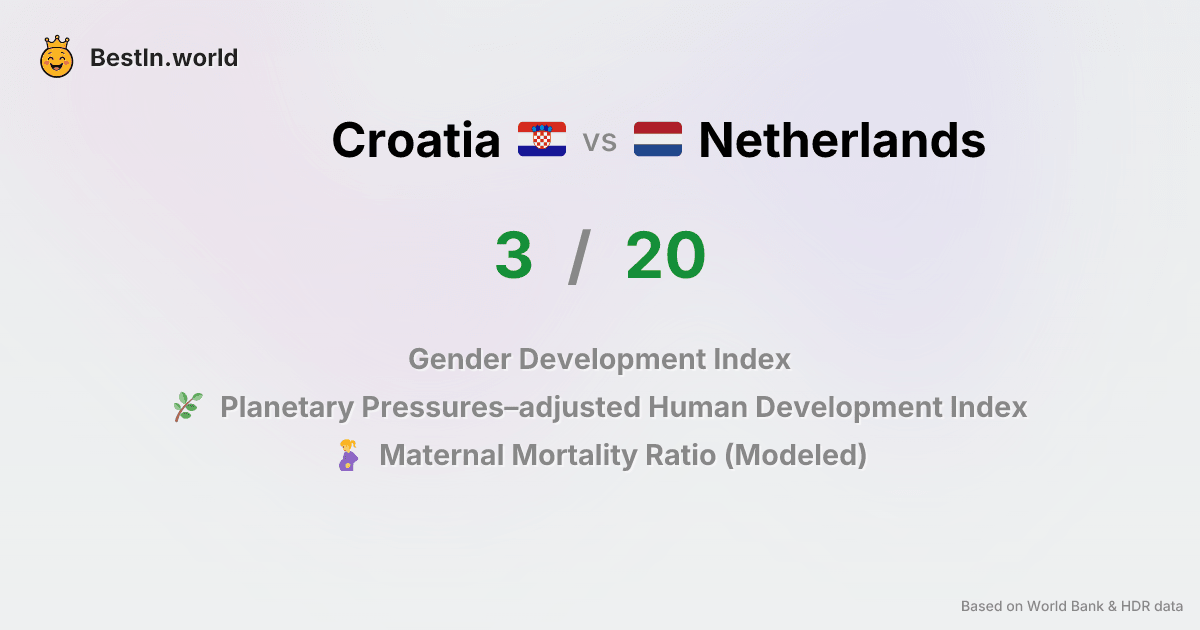 BestIn.world
Croatia vs Netherlands
3 / 20
Gender Development Index
Planetary Pressures–adjusted Human Development Index
Maternal Mortality Ratio (Modeled)
Based on World Bank & HDR data